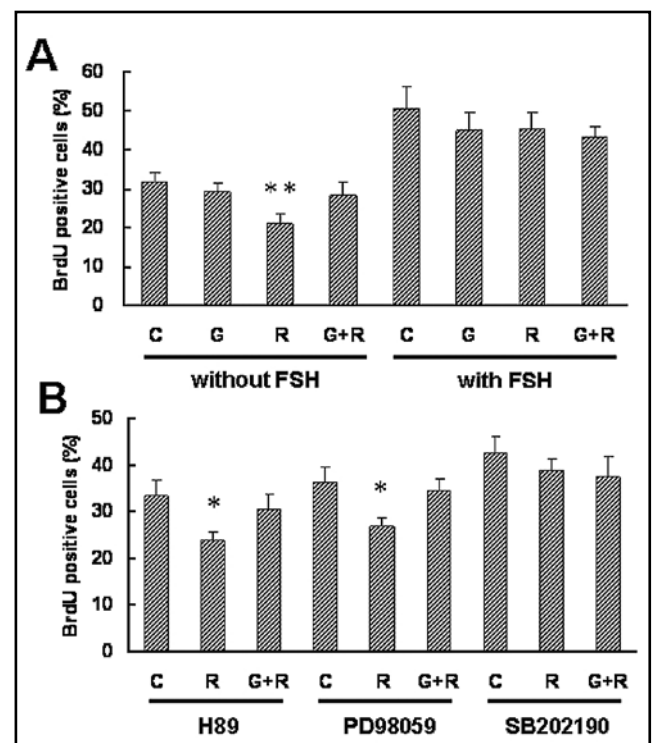 A
BrdU positive cells (%)
60
50
40
30
20
10
0
**
C G R G+R C G R G+R
without FSH with FSH
B
BrdU positive cells (%)
50
40
30
20
10
0
* *
C R G+R C R G+R C R G+R
H89 PD98059 SB202190